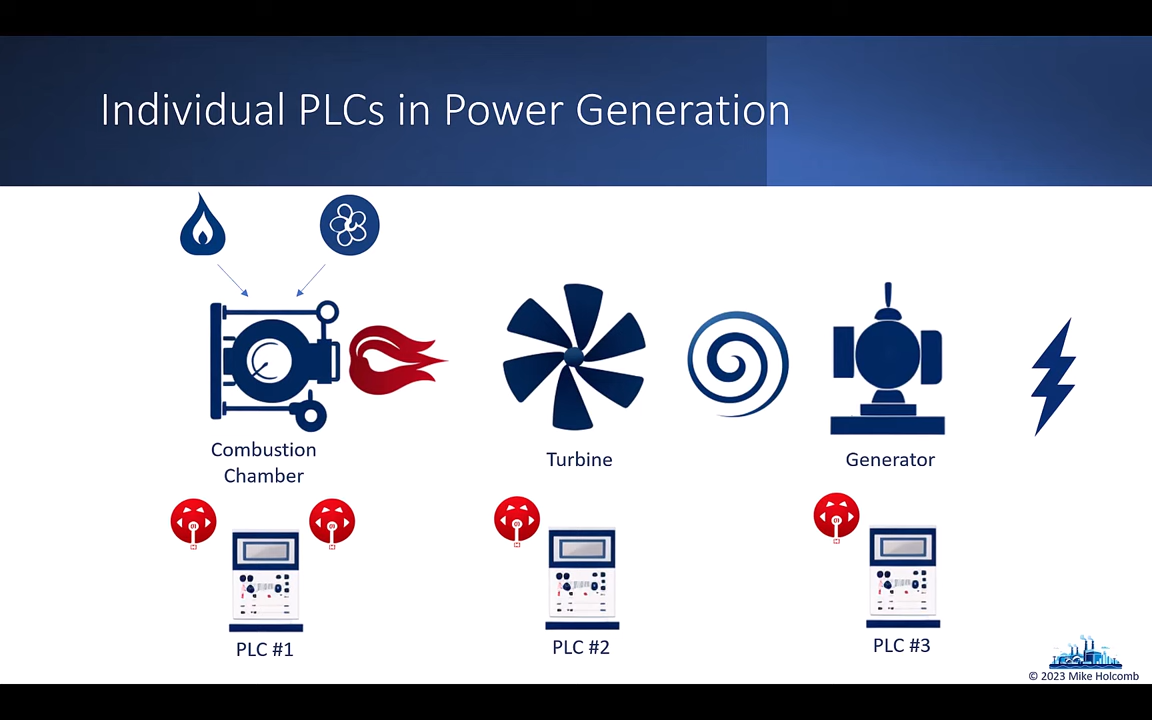 Individual PLCs in Power Generation
Combustion
Chamber
Turbine
Generator
PLC #1
PLC #2
PLC #3
© 2023 Mike Holcomb